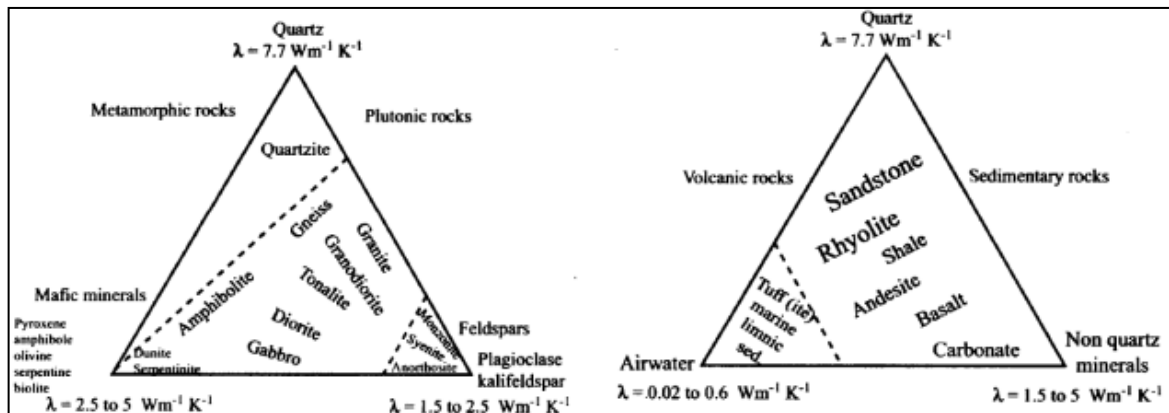 Quartz
λ = 7.7 Wm⁻¹ K⁻¹
Metamorphic rocks
Plutonic rocks
Quartzite
Gneiss
Granite
Granodiorite
Tonalite
Amphibolite
Diorite
Gabbro
Mafic minerals
Pyroxene
amphibole
olivine
serpentine
biolite
Dunite
Serpentinite
Monzonite
Syenite
Anorthosite
Feldspars
Plagioclase
kalifeldspar
λ = 2.5 to 5 Wm⁻¹ K⁻¹
λ = 1.5 to 2.5 Wm⁻¹ K⁻¹
Quartz
λ = 7.7 Wm⁻¹ K⁻¹
Volcanic rocks
Sedimentary rocks
Sandstone
Rhyolite
Shale
Andesite
Basalt
Carbonate
Tuff (ite)
marine
limnic
sed.
Airwater
Non quartz
minerals
λ = 0.02 to 0.6 Wm⁻¹ K⁻¹
λ = 1.5 to 5 Wm⁻¹ K⁻¹